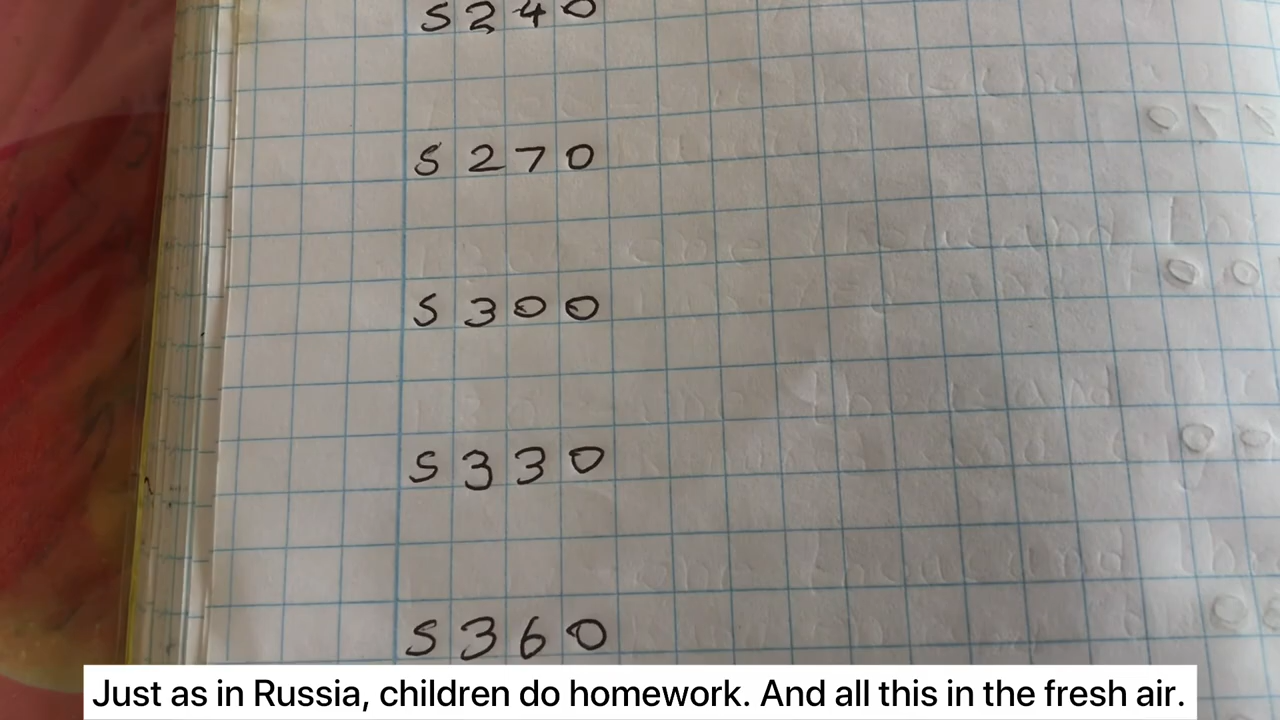 S240
S270
S300
S330
S360
Just as in Russia, children do homework. And all this in the fresh air.